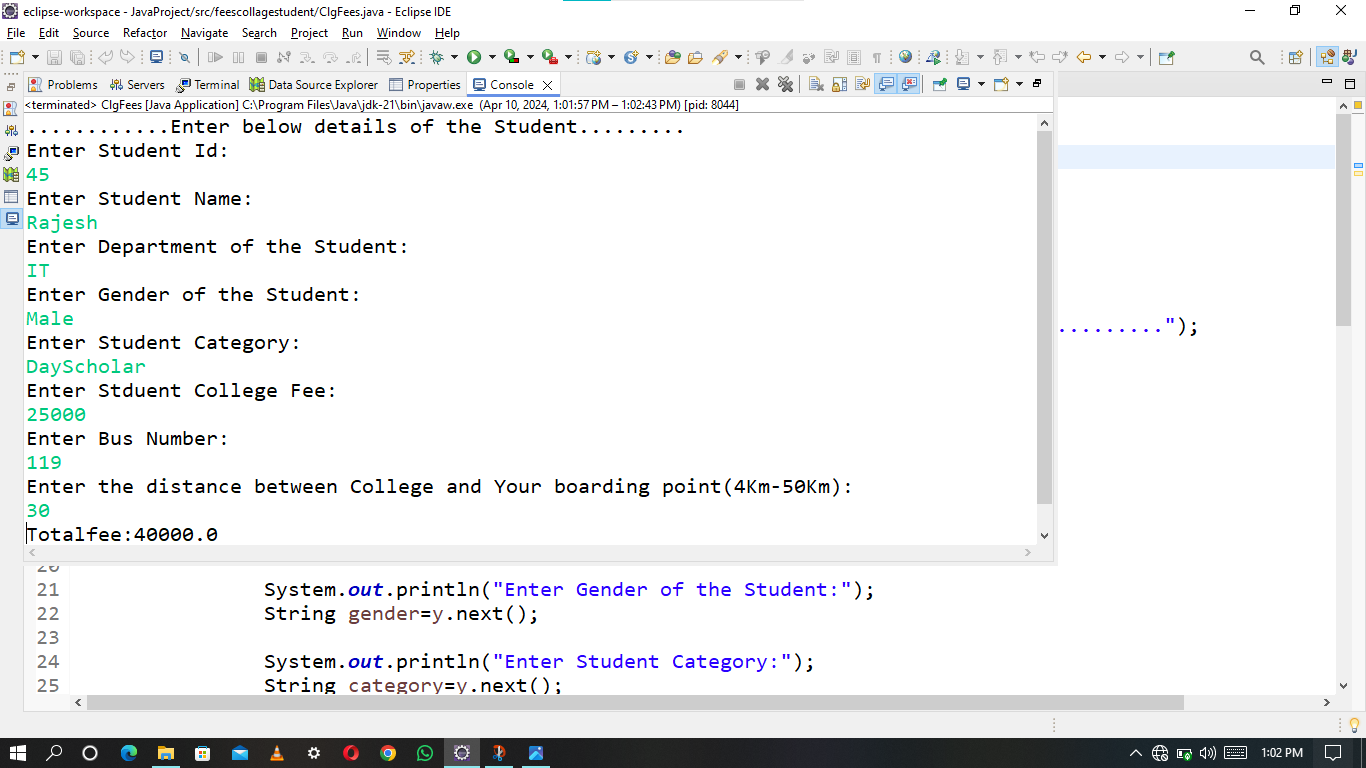 eclipse-workspace - JavaProject/src/feescollagestudent/ClgFees.java - Eclipse IDE
File Edit Source Refactor Navigate Search Project Run Window Help
Problems Servers Terminal Data Source Explorer Properties Console
<terminated> ClgFees [Java Application] C:\Program Files\Java\jdk-21\bin\javaw.exe (Apr 10, 2024, 1:01:57 PM – 1:02:43 PM) [pid: 8044]
............Enter below details of the Student.........
Enter Student Id:
45
Enter Student Name:
Rajesh
Enter Department of the Student:
IT
Enter Gender of the Student:
Male
.........");
Enter Student Category:
DayScholar
Enter Stduent College Fee:
25000
Enter Bus Number:
119
Enter the distance between College and Your boarding point(4Km-50Km):
30
Totalfee:40000.0
20
21 System.out.println("Enter Gender of the Student:");
22 String gender=y.next();
23
24 System.out.println("Enter Student Category:");
25 String category=y.next();
1:02 PM